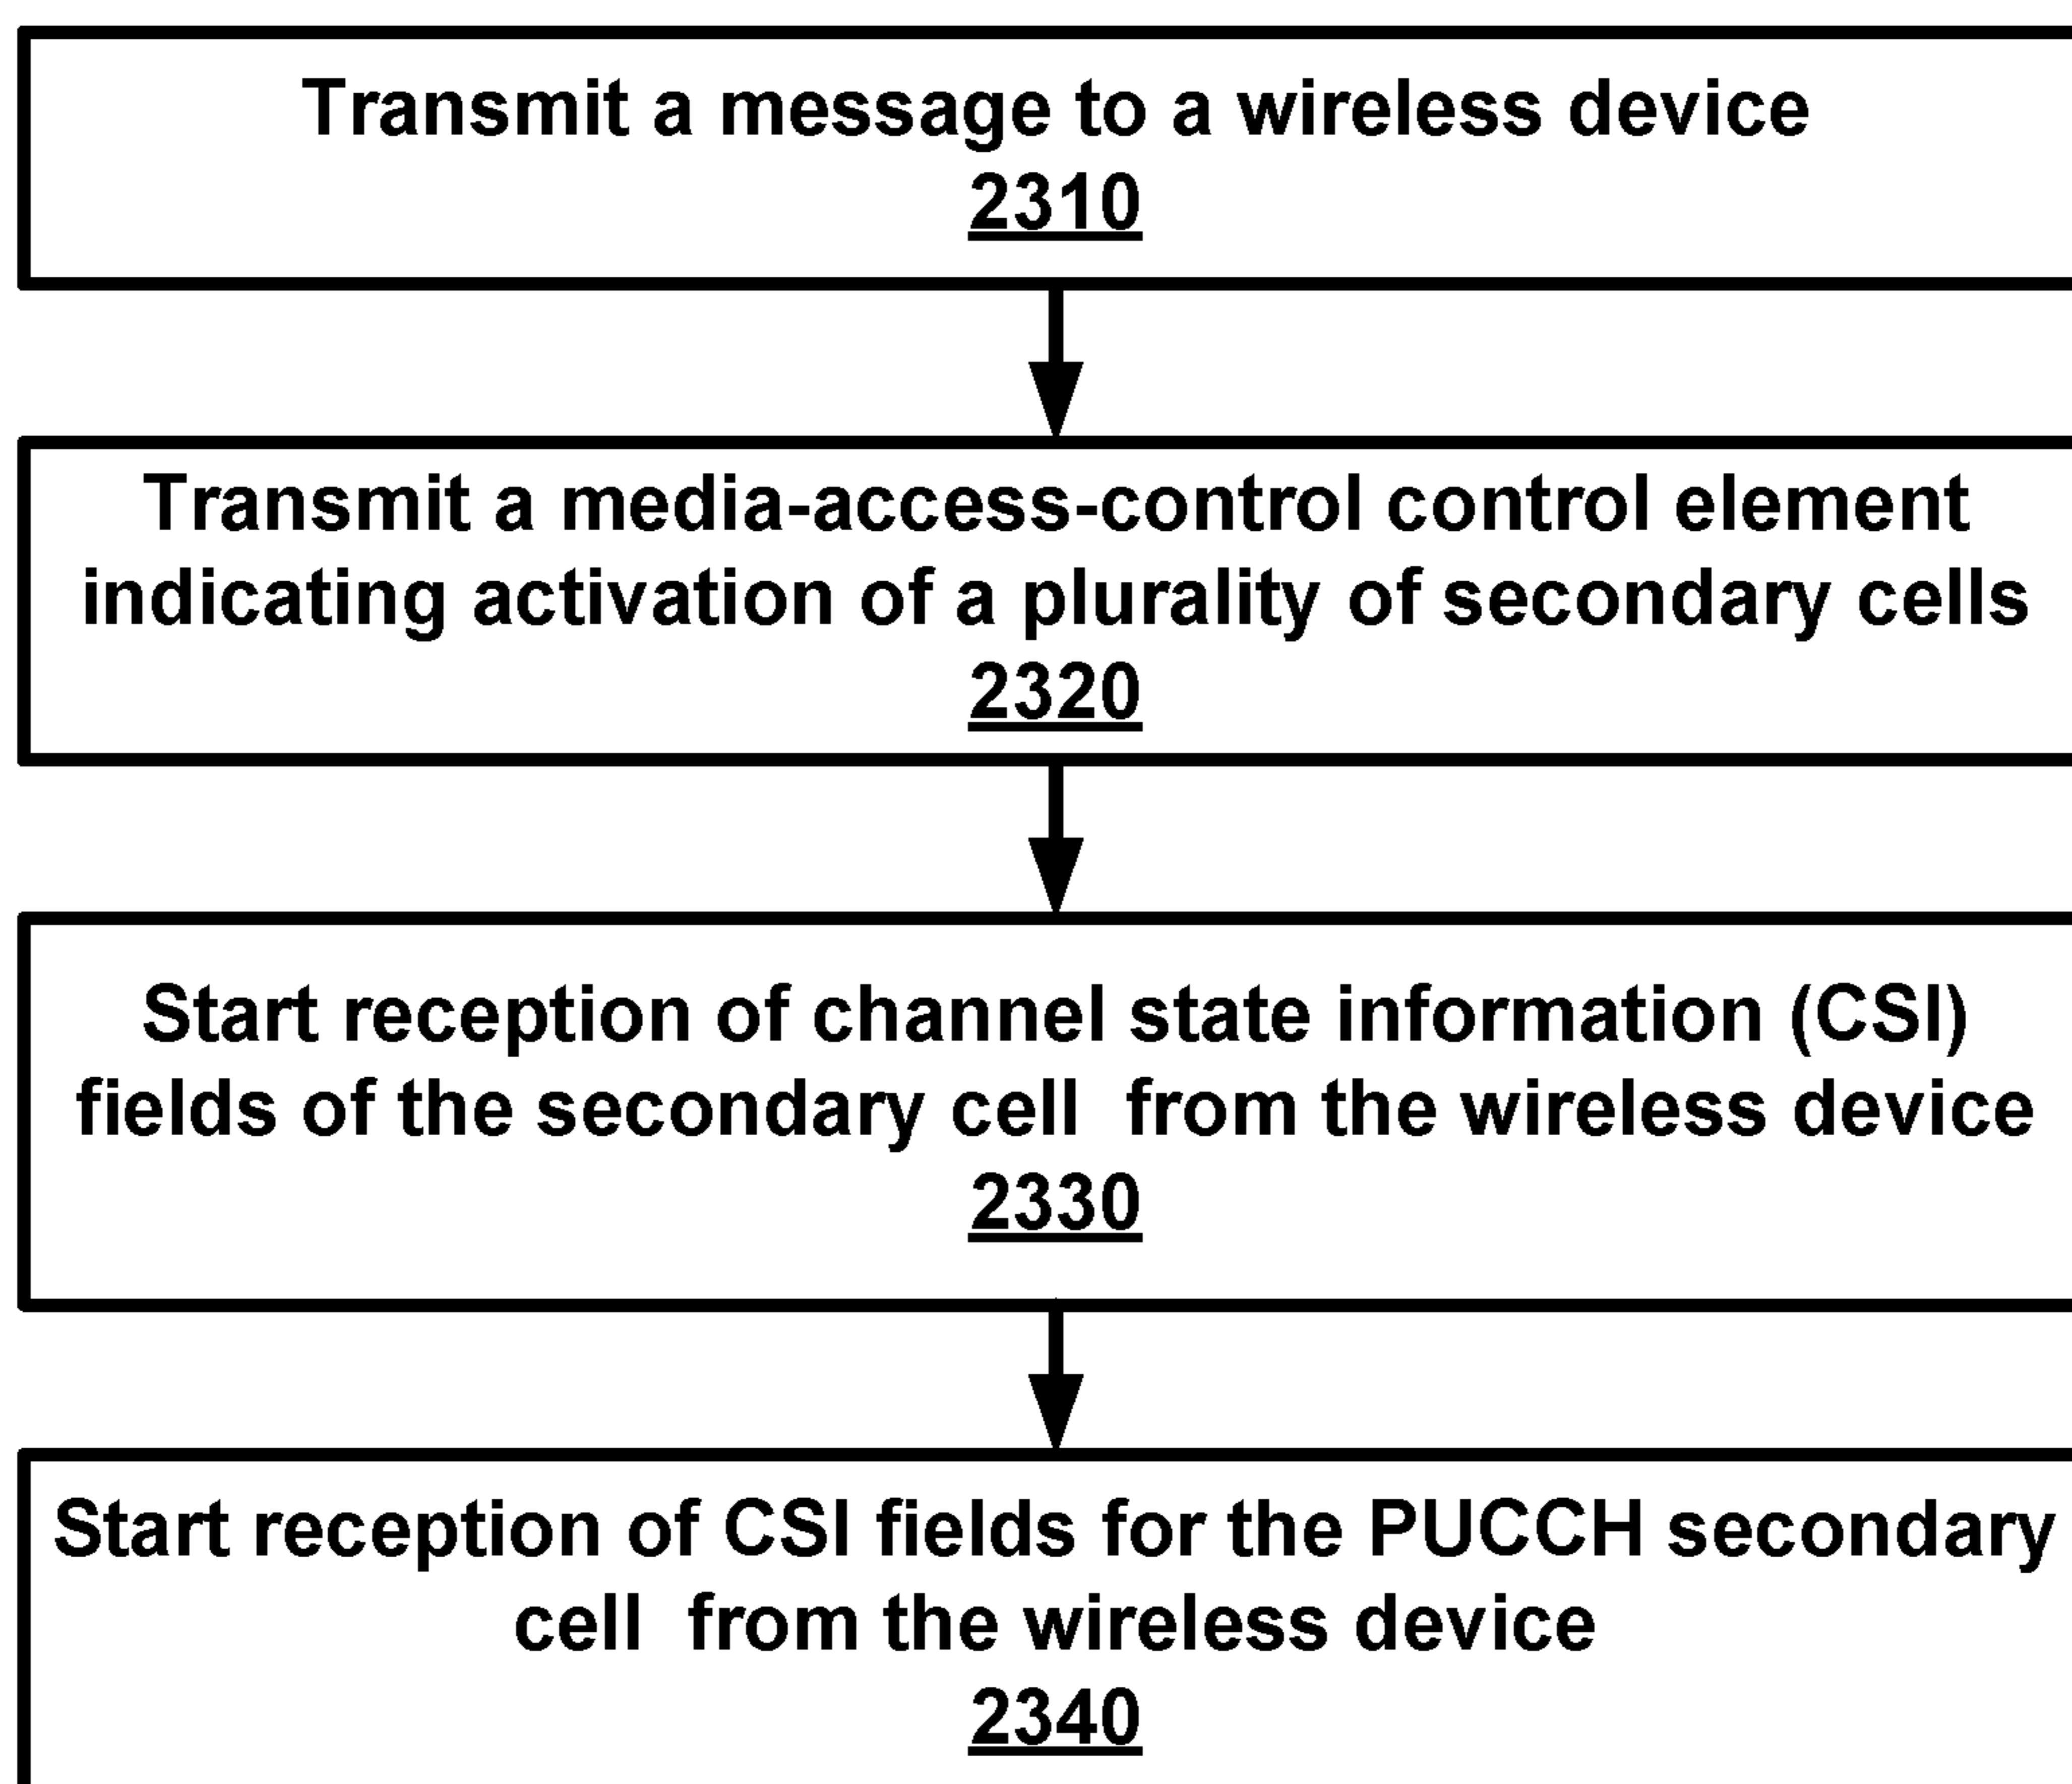 Transmit a message to a wireless device
2310
Transmit a media-access-control control element
indicating activation of a plurality of secondary cells
2320
Start reception of channel state information (CSI)
fields of the secondary cell  from the wireless device
2330
Start reception of CSI fields for the PUCCH secondary
cell  from the wireless device
2340